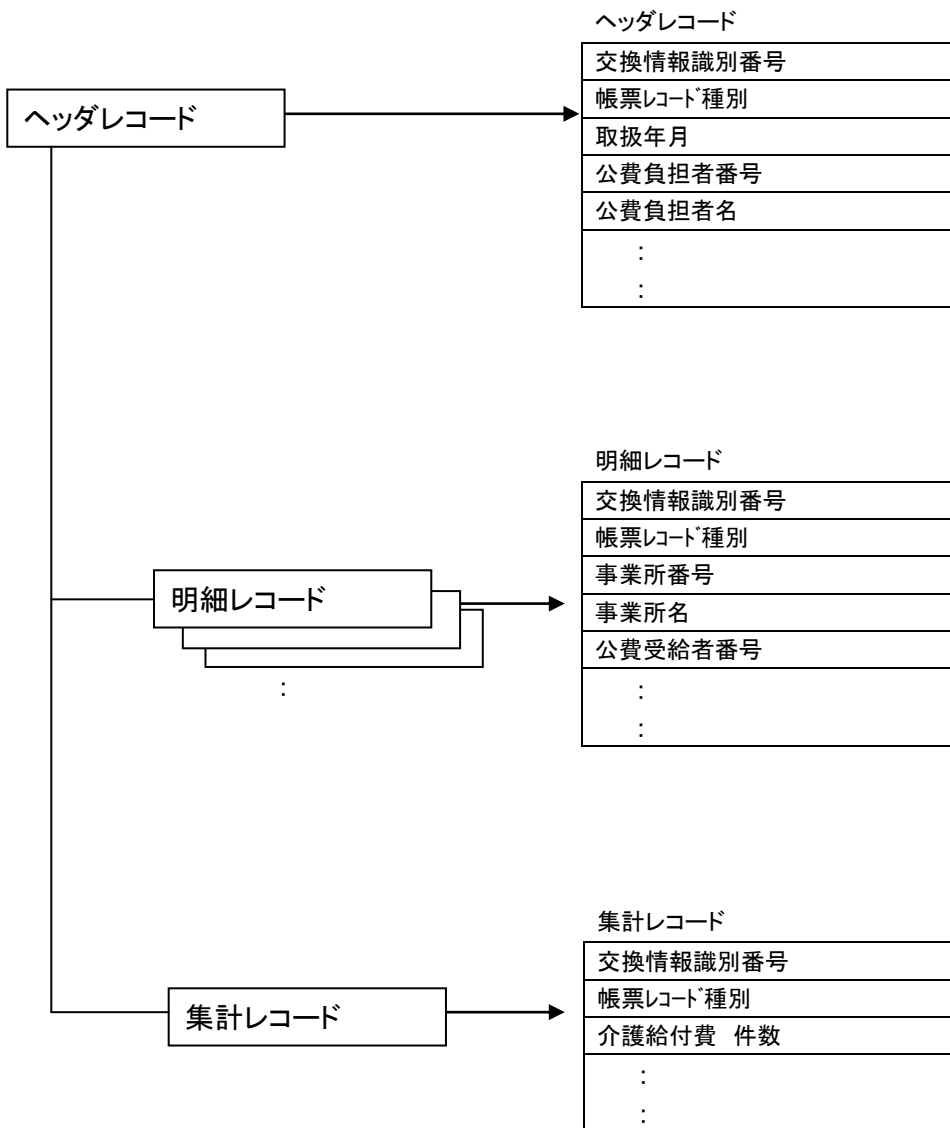 ヘッダレコード
交換情報識別番号
ヘッダレコード
帳票ﾚｺｰﾄﾞ種別
取扱年月
公費負担者番号
公費負担者名
:
:
明細レコード
交換情報識別番号
帳票ﾚｺｰﾄﾞ種別
明細レコード
事業所番号
事業所名
公費受給者番号
:
:
:
集計レコード
交換情報識別番号
集計レコード
帳票ﾚｺｰﾄﾞ種別
介護給付費　件数
:
: